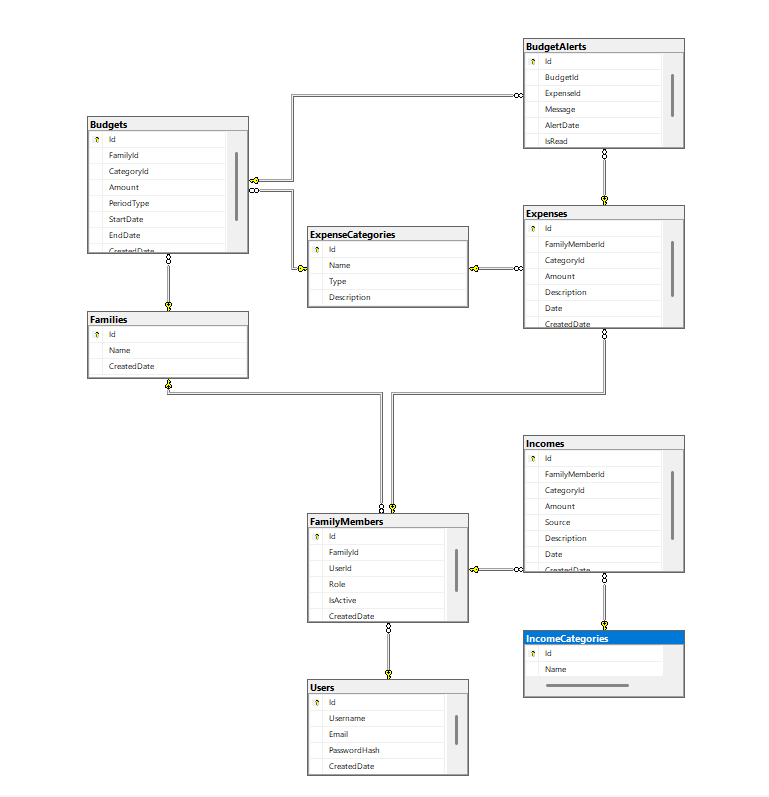 BudgetAlerts
Id
BudgetId
ExpenseId
Message
AlertDate
IsRead
Budgets
Id
FamilyId
CategoryId
Amount
PeriodType
StartDate
EndDate
CreatedDate
Expenses
Id
FamilyMemberId
CategoryId
Amount
Description
Date
CreatedDate
ExpenseCategories
Id
Name
Type
Description
Families
Id
Name
CreatedDate
Incomes
Id
FamilyMemberId
CategoryId
Amount
Source
Description
Date
CreatedDate
FamilyMembers
Id
FamilyId
UserId
Role
IsActive
CreatedDate
IncomeCategories
Id
Name
Users
Id
Username
Email
PasswordHash
CreatedDate